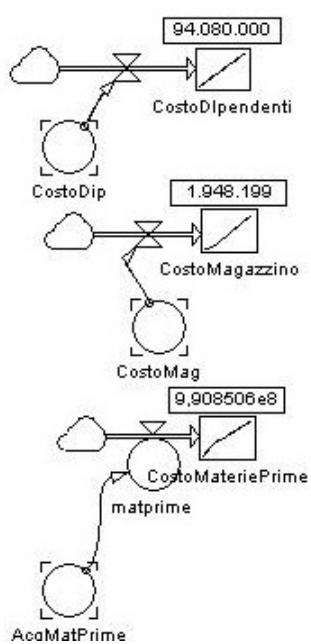 94.080.000
CostoDIpendenti
CostoDip
1.948.199
CostoMagazzino
CostoMag
9,908506e8
CostoMateriePrime
matprime
AcqMatPrime